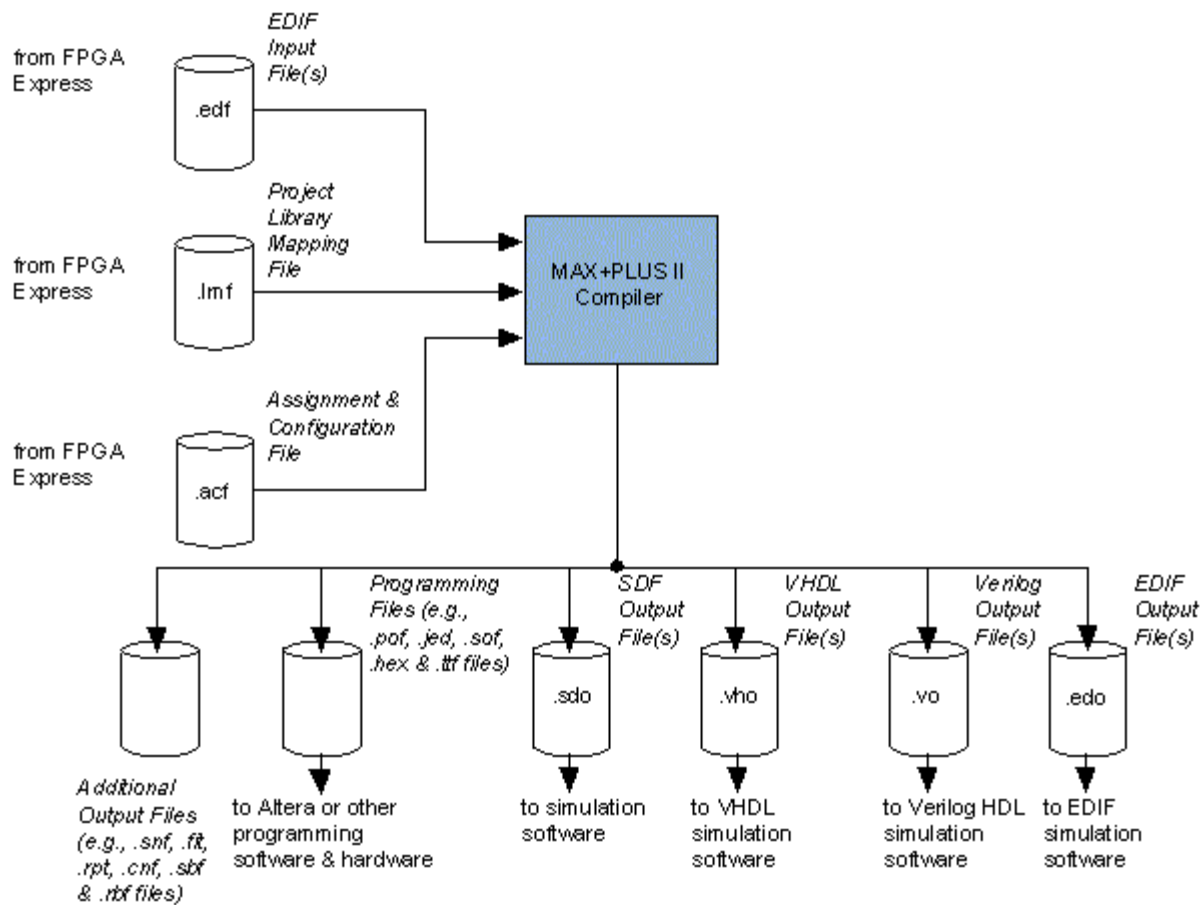 EDIF
Input
File(s)
from FPGA
Express
.edf
Project
Library
Mapping
File
from FPGA
Express
.lmf
MAX+PLUS II
Compiler
Assignment &
Configuration
File
from FPGA
Express
.acf
Programming
Files (e.g.,
.pof, .jed, .sof,
.hex & .ttf files)
SDF
Output
File(s)
VHDL
Output
File(s)
Verilog
Output
File(s)
EDIF
Output
File(s)
.sdo
.vho
.vo
.edo
Additional
Output Files
(e.g., .snf, .fit,
.rpt, .cnf, .sbf
& .rbf files)
to Altera or other
programming
software & hardware
to simulation
software
to VHDL
simulation
software
to Verilog HDL
simulation
software
to EDIF
simulation
software